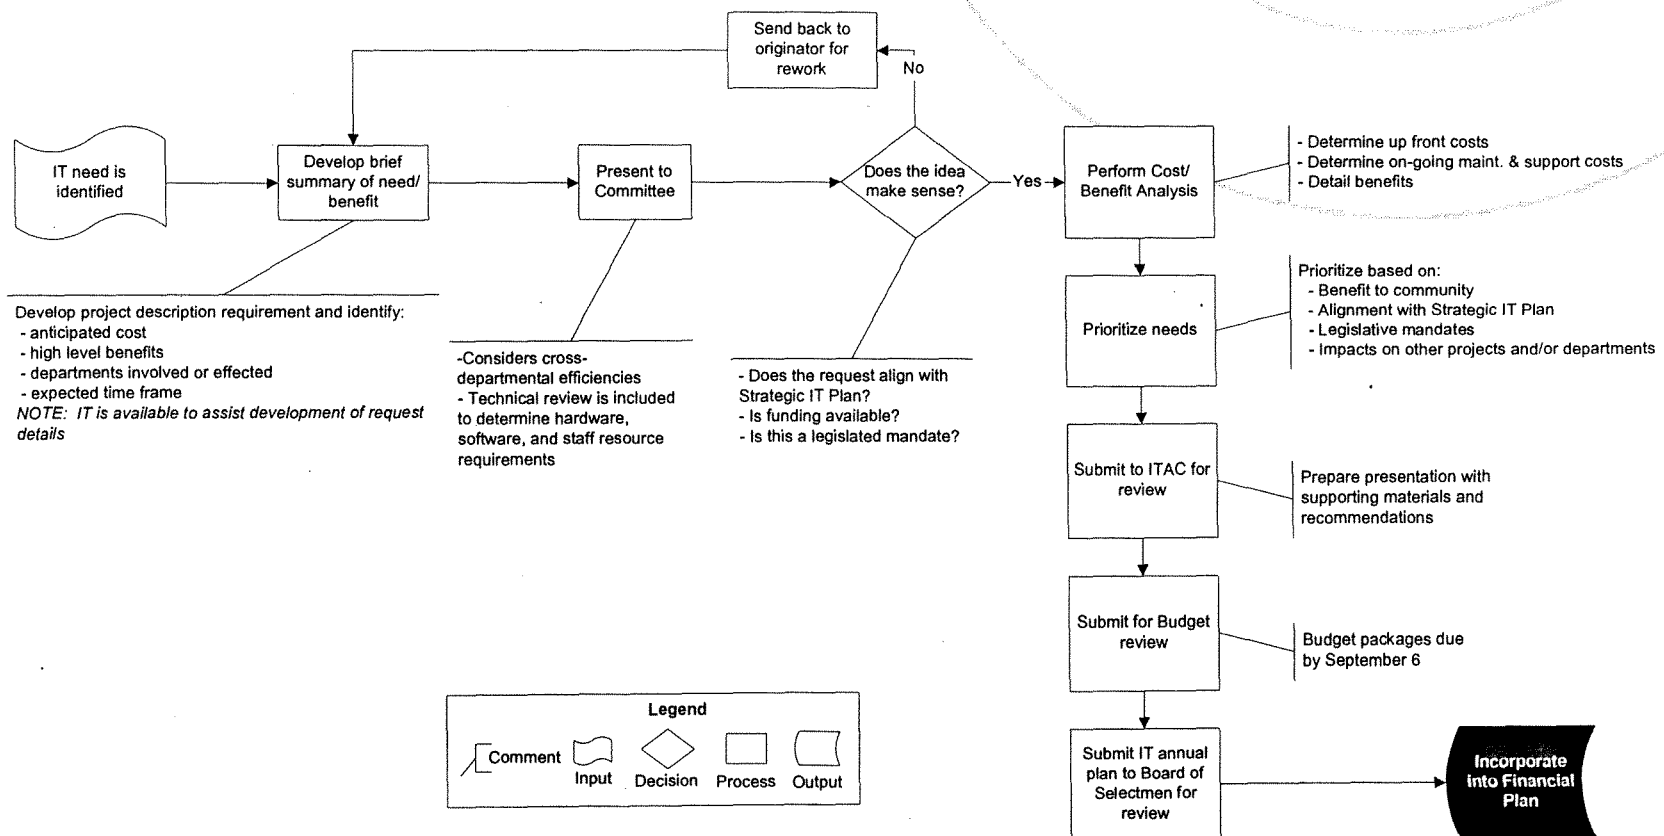 Send back to
originator for
rework
No
IT need is
identified
Develop brief
summary of need/
benefit
Present to
Committee
Does the idea
make sense?
Yes
Perform Cost/
Benefit Analysis
- Determine up front costs
- Determine on-going maint. & support costs
- Detail benefits
Develop project description requirement and identify:
- anticipated cost
- high level benefits
- departments involved or effected
- expected time frame
NOTE: IT is available to assist development of request
details
-Considers cross-
departmental efficiencies
- Technical review is included
to determine hardware,
software, and staff resource
requirements
- Does the request align with
Strategic IT Plan?
- Is funding available?
- Is this a legislated mandate?
Prioritize needs
Prioritize based on:
- Benefit to community
- Alignment with Strategic IT Plan
- Legislative mandates
- Impacts on other projects and/or departments
Submit to ITAC for
review
Prepare presentation with
supporting materials and
recommendations
Submit for Budget
review
Budget packages due
by September 6
Submit IT annual
plan to Board of
Selectmen for
review
Incorporate
into Financial
Plan
Legend
Comment
Input
Decision
Process
Output